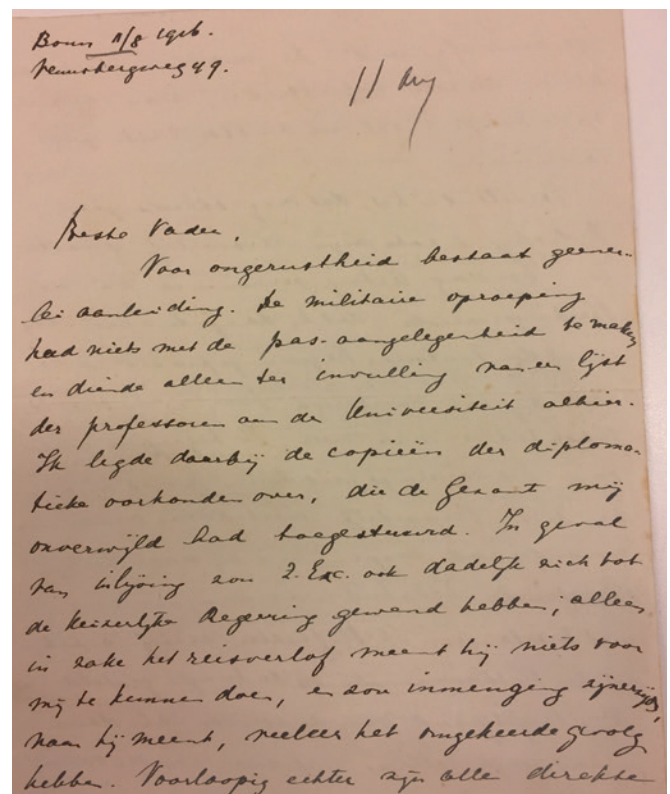 Bonn 1/8 1916.
Venusbergweg 49.
11 Aug
Beste Vader,
Voor ongerustheid bestaat geener-
lei aanleiding. De militaire oproeping
had niets met de pas-aangelegenheid te maken
en diende alleen ter invulling van een lijst
der professoren aan de Universiteit alhier.
Ik legde daarbij de copieën der diploma-
tieke oorkonden over, die de Gezant mij
onverwijld had toegestuurd. In geval
van inlijving zou Z. Exc. ook dadelijk zich tot
de Keizerlijke Regeering gewend hebben; alleen
in zake het reisverlof meent hij niets voor
mij te kunnen doen, en zou inmenging zijnerzijds,
naar hij meent, veeleer het omgekeerde gevolg
hebben. Voorloopig echter zijn alle direkte